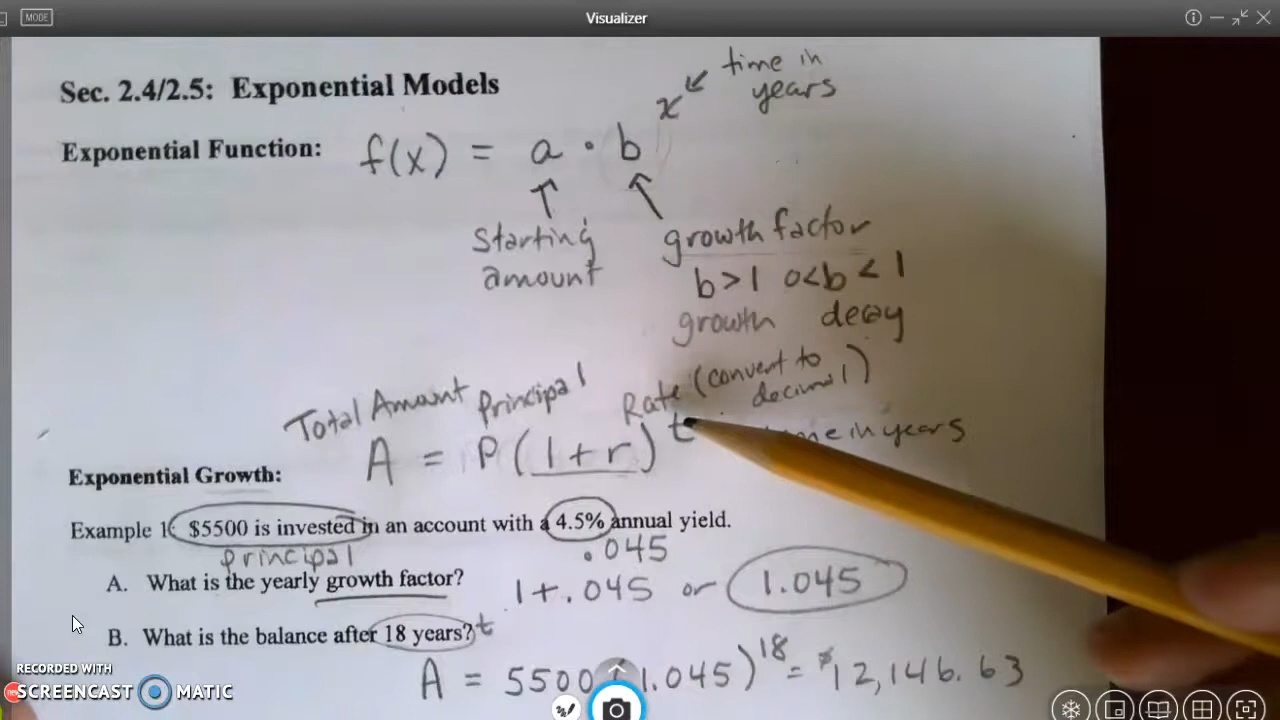 MODE
Visualizer
Sec. 2.4/2.5: Exponential Models
time in
years
Exponential Function: f(x) = a · b^x
starting
amount
growth factor
b>1 0<b<1
growth decay
Total Amount Principal Rate (convert to
decimal)
A = P(1+r)^t in years
Exponential Growth:
Example 1: $5500 is invested in an account with a 4.5% annual yield.
principal .045
A. What is the yearly growth factor? 1+.045 or 1.045
B. What is the balance after 18 years? t
A = 5500(1.045)^18 = $12,146.63
RECORDED WITH
SCREENCAST MATIC